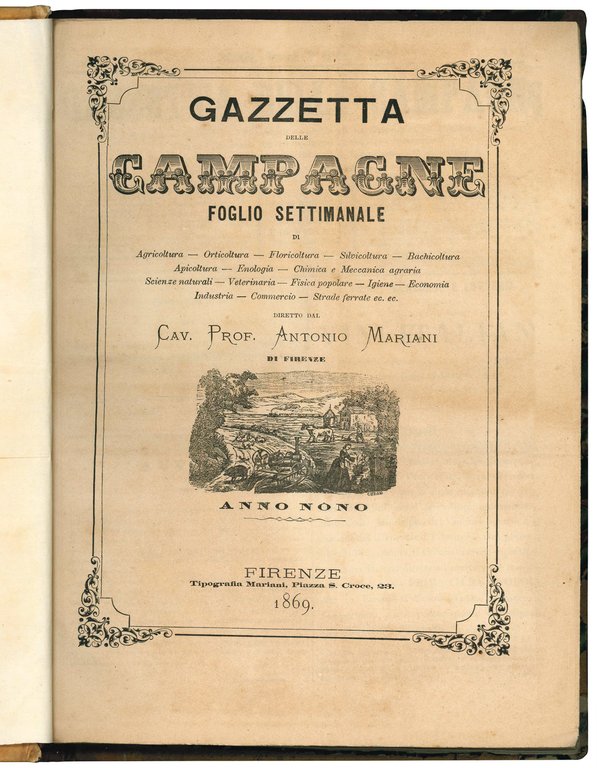 GAZZETTA
DELLE
CAMPAGNE
FOGLIO SETTIMANALE
DI
Agricoltura — Orticoltura — Floricoltura — Silvicoltura — Bachicoltura
Apicoltura — Enologia — Chimica e Meccanica agraria
Scienze naturali — Veterinaria — Fisica popolare — Igiene — Economia
Industria — Commercio — Strade ferrate ec. ec.
DIRETTO DAL
CAV. PROF. ANTONIO MARIANI
DI FIRENZE
ANNO NONO
FIRENZE
Tipografia Mariani, Piazza S. Croce, 23.
1869.